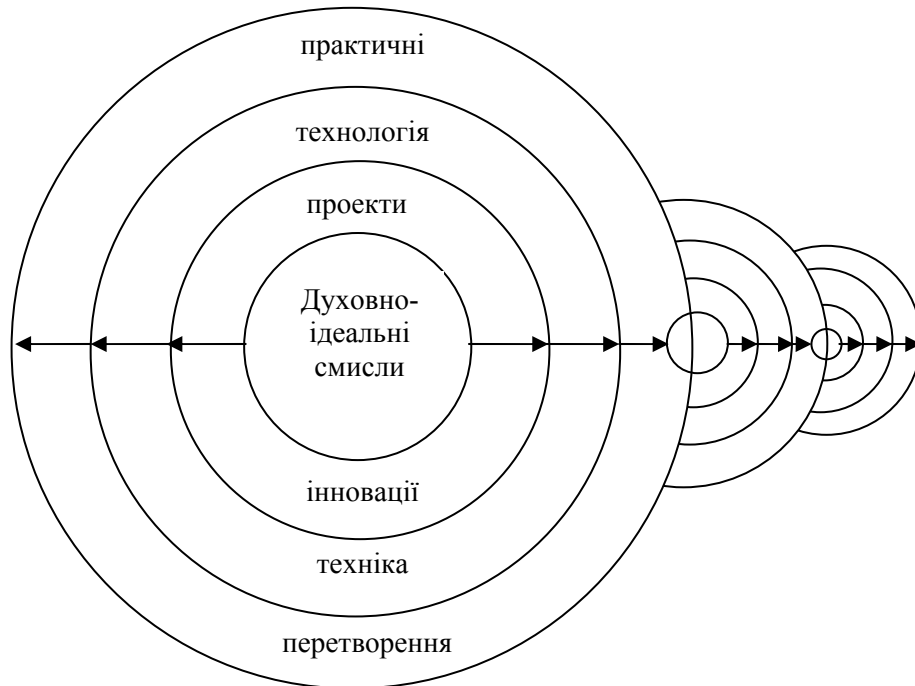 практичні
технологія
проекти
Духовно-
ідеальні
смисли
інновації
техніка
перетворення